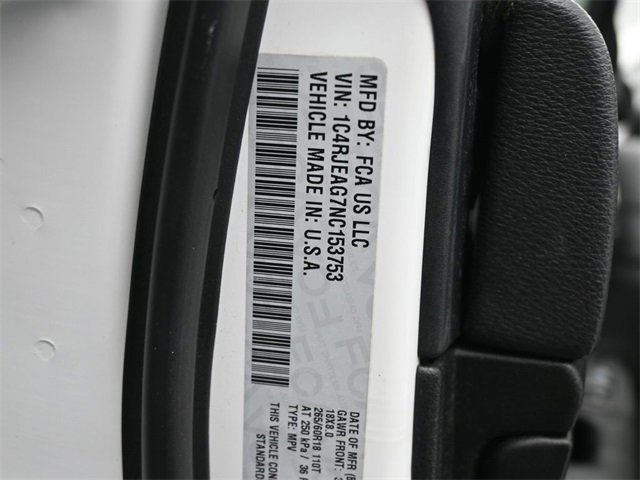 MFD BY: FCA US LLC
VIN: 1C4RJEAG7NC153753
VEHICLE MADE IN: U.S.A.
DATE OF MFR
GAWR FRONT:
18X8.0
265/60R18 110T
AT 250 kPa / 36
TYPE: MPV
THIS VEHICLE
STANDARD